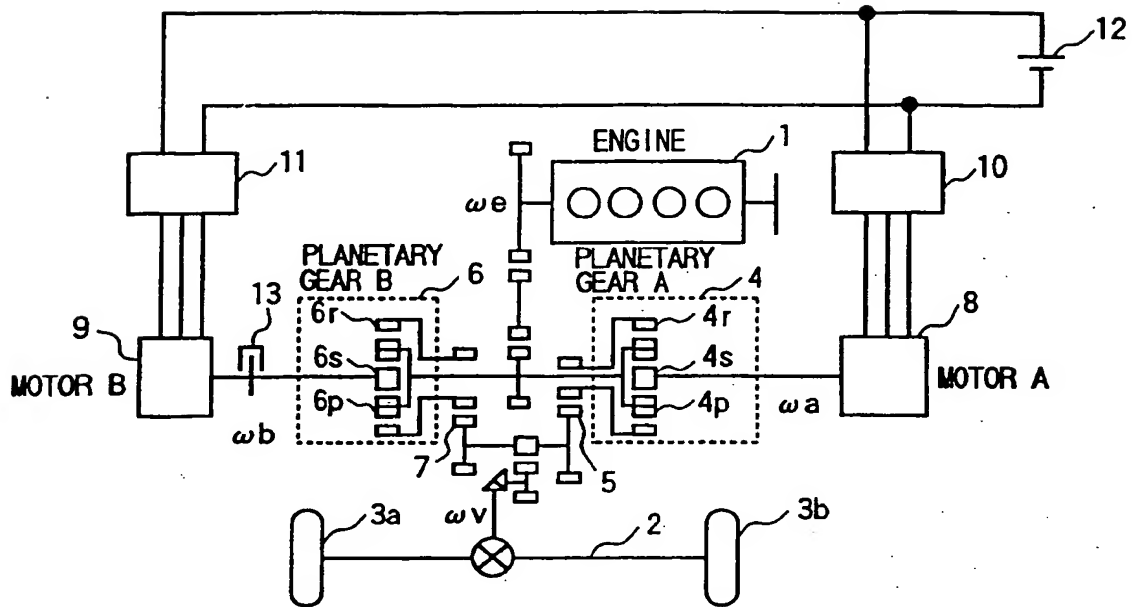 12
ENGINE
1
11
10
ωe
PLANETARY
GEAR B
6
PLANETARY
GEAR A
4
13
9
6r
4r
8
6s
4s
MOTOR B
MOTOR A
6p
4p
ωb
ωa
7
5
3a
ωv
2
3b